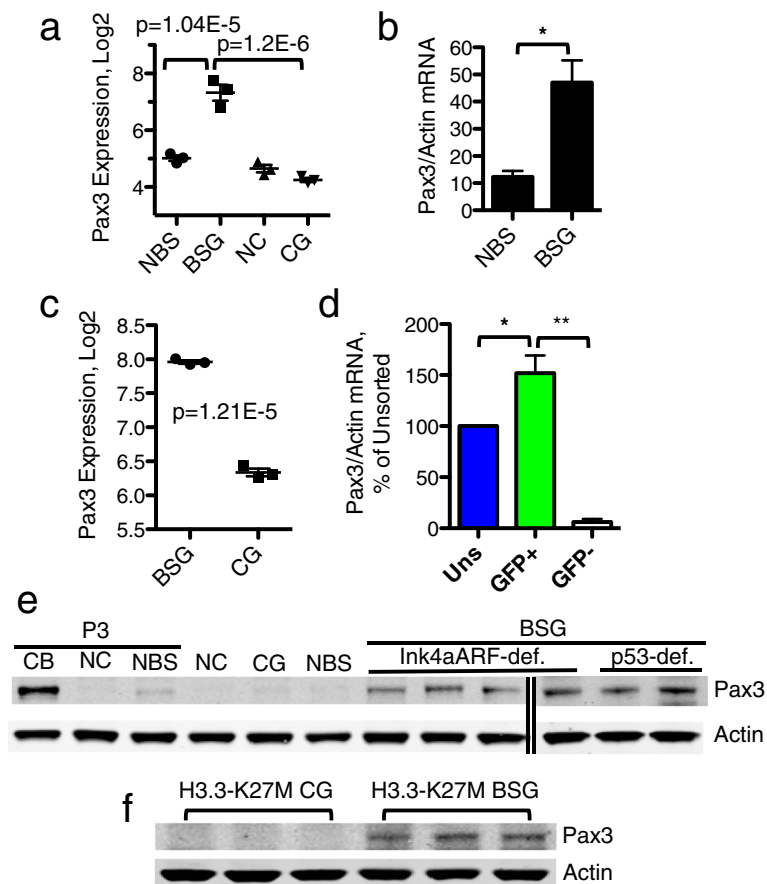 a
p=1.04E-5
p=1.2E-6
Pax3 Expression, Log2
8
6
4
NBS
BSG
NC
CG
b
*
Pax3/Actin mRNA
60
50
40
30
20
10
0
NBS
BSG
c
Pax3 Expression, Log2
8.5
8.0
7.5
7.0
6.5
6.0
5.5
p=1.21E-5
BSG
CG
d
* **
Pax3/Actin mRNA,
% of Unsorted
200
150
100
50
0
Uns
GFP+
GFP-
e
P3 BSG
CB NC NBS NC CG NBS Ink4aARF-def. p53-def.
Pax3
Actin
f
H3.3-K27M CG H3.3-K27M BSG
Pax3
Actin